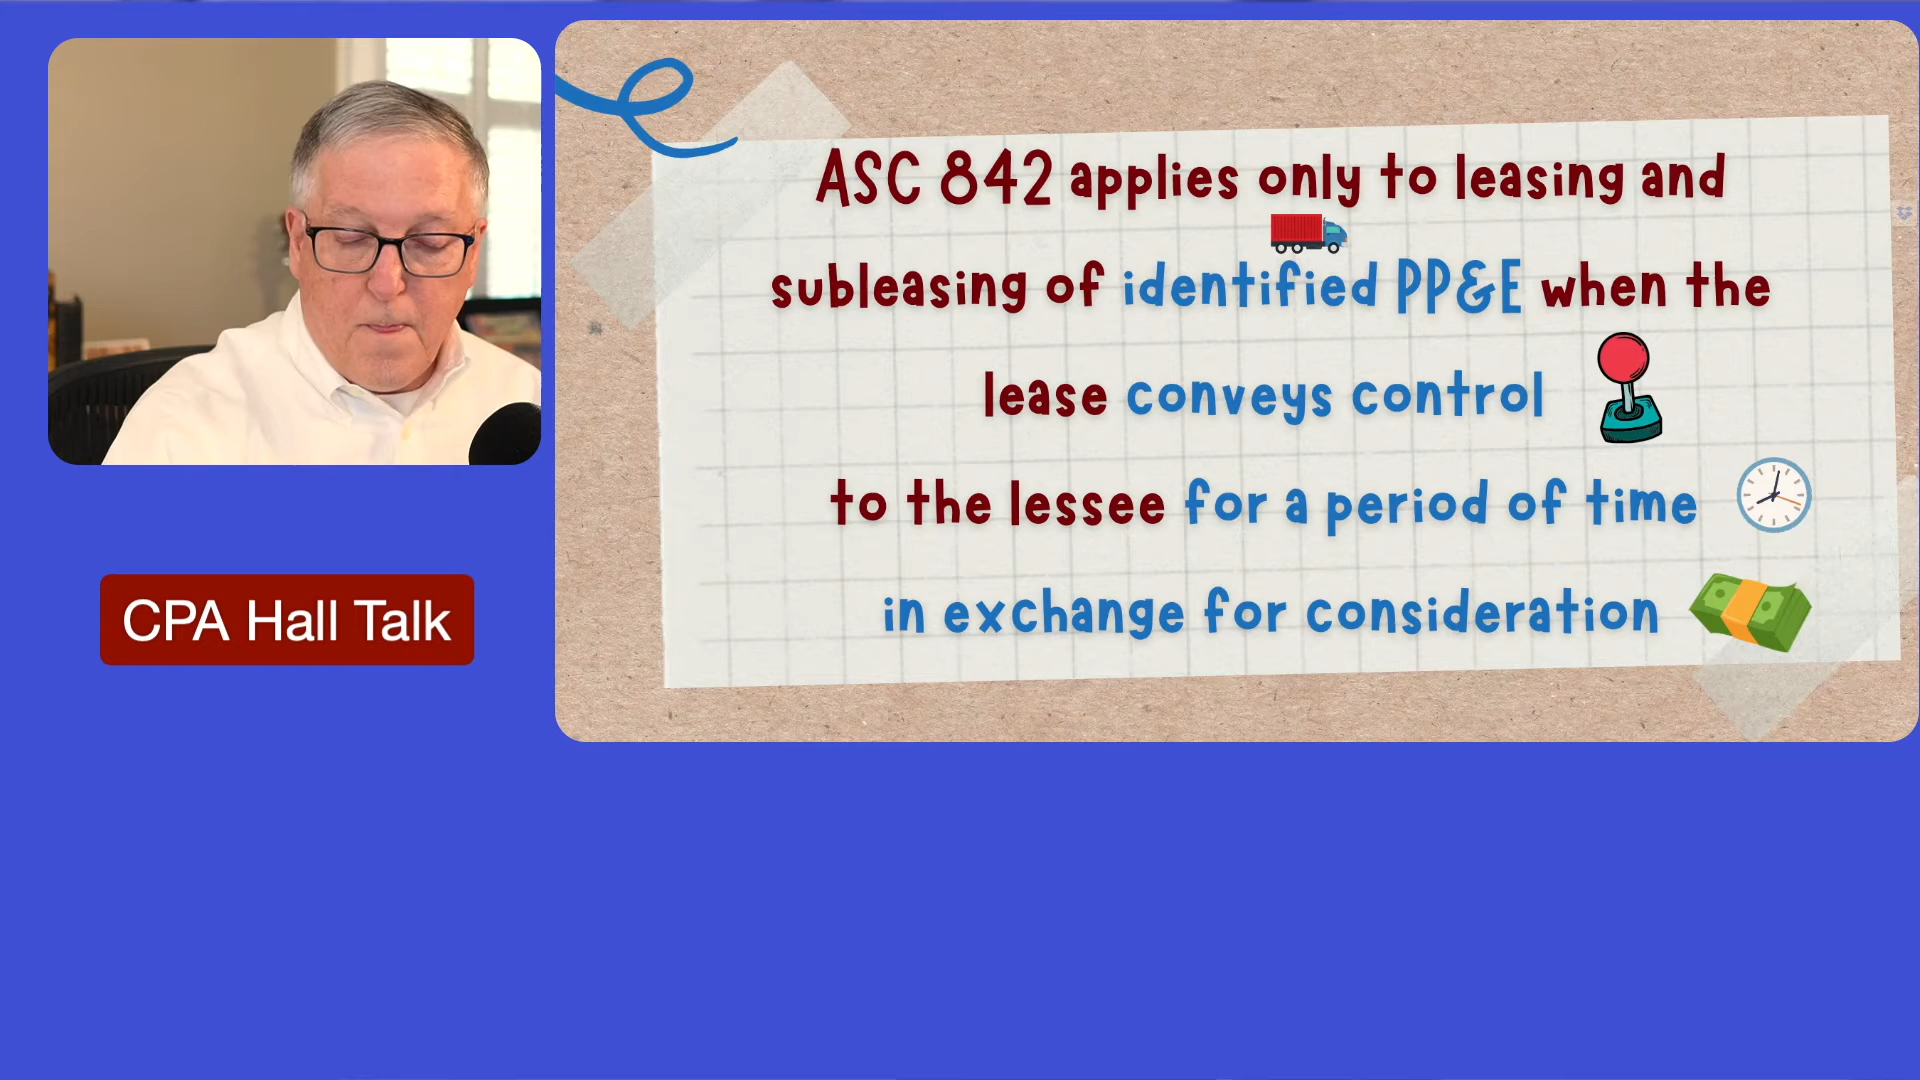 ASC 842 applies only to leasing and
subleasing of identified PP&E when the
lease conveys control
to the lessee for a period of time
in exchange for consideration
CPA Hall Talk